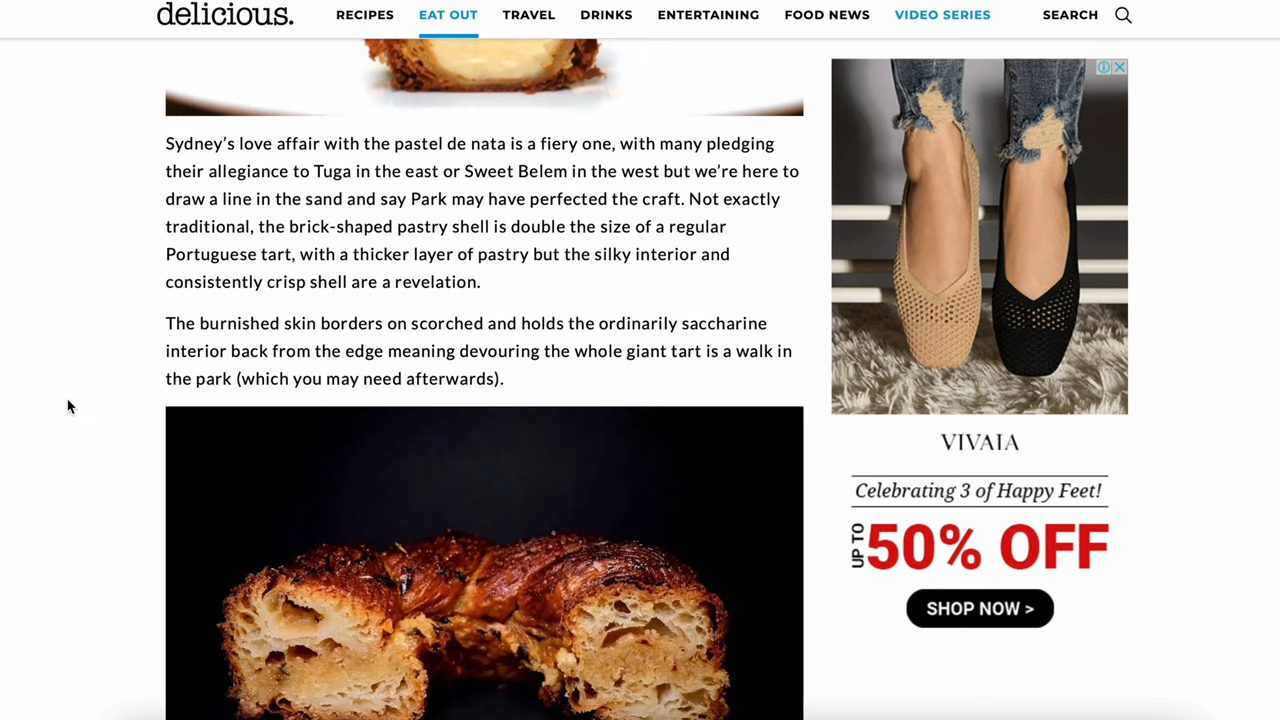 delicious.
RECIPES
EAT OUT
TRAVEL
DRINKS
ENTERTAINING
FOOD NEWS
VIDEO SERIES
SEARCH
Sydney’s love affair with the pastel de nata is a fiery one, with many pledging
their allegiance to Tuga in the east or Sweet Belem in the west but we’re here to
draw a line in the sand and say Park may have perfected the craft. Not exactly
traditional, the brick-shaped pastry shell is double the size of a regular
Portuguese tart, with a thicker layer of pastry but the silky interior and
consistently crisp shell are a revelation.
The burnished skin borders on scorched and holds the ordinarily saccharine
interior back from the edge meaning devouring the whole giant tart is a walk in
the park (which you may need afterwards).
VIVAIA
Celebrating 3 of Happy Feet!
UP TO
50% OFF
SHOP NOW >